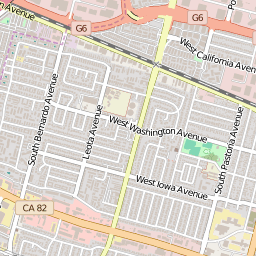 Avenue
G6
G6
West California Avenue
South Bernardo Avenue
Leota Avenue
West Washington Avenue
South Pastoria Avenue
West Iowa Avenue
CA 82